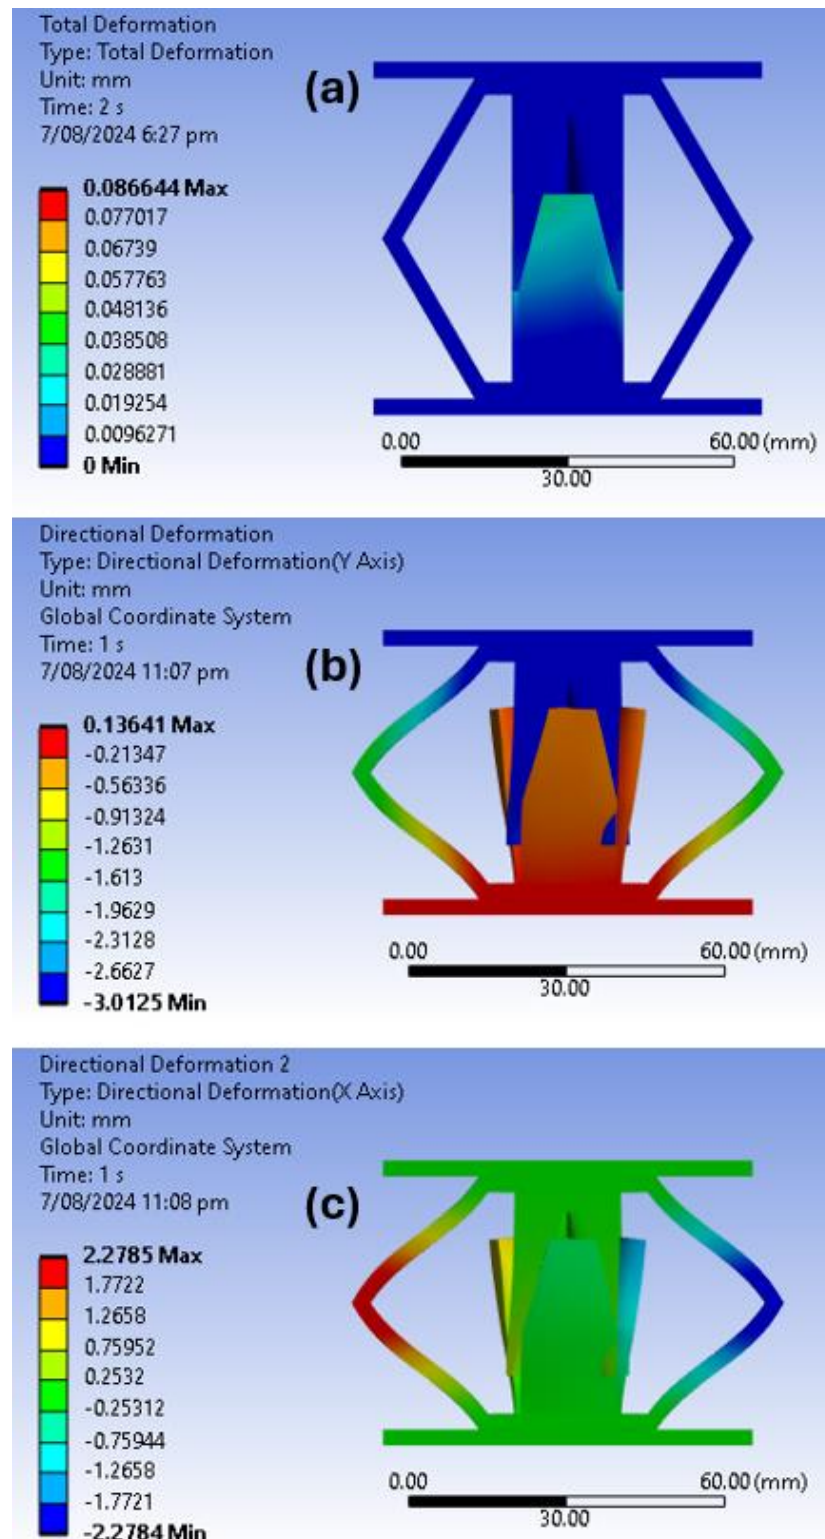 Total Deformation
Type: Total Deformation
Unit: mm
Time: 2 s
7/08/2024 6:27 pm
(a)
0.086644 Max
0.077017
0.06739
0.057763
0.048136
0.038508
0.028881
0.019254
0.0096271
0 Min
0.00 60.00 (mm)
30.00
Directional Deformation
Type: Directional Deformation(Y Axis)
Unit: mm
Global Coordinate System
Time: 1 s
7/08/2024 11:07 pm
(b)
0.13641 Max
-0.21347
-0.56336
-0.91324
-1.2631
-1.613
-1.9629
-2.3128
-2.6627
-3.0125 Min
0.00 60.00 (mm)
30.00
Directional Deformation 2
Type: Directional Deformation(X Axis)
Unit: mm
Global Coordinate System
Time: 1 s
7/08/2024 11:08 pm
(c)
2.2785 Max
1.7722
1.2658
0.75952
0.2532
-0.25312
-0.75944
-1.2658
-1.7721
-2.2784 Min
0.00 60.00 (mm)
30.00